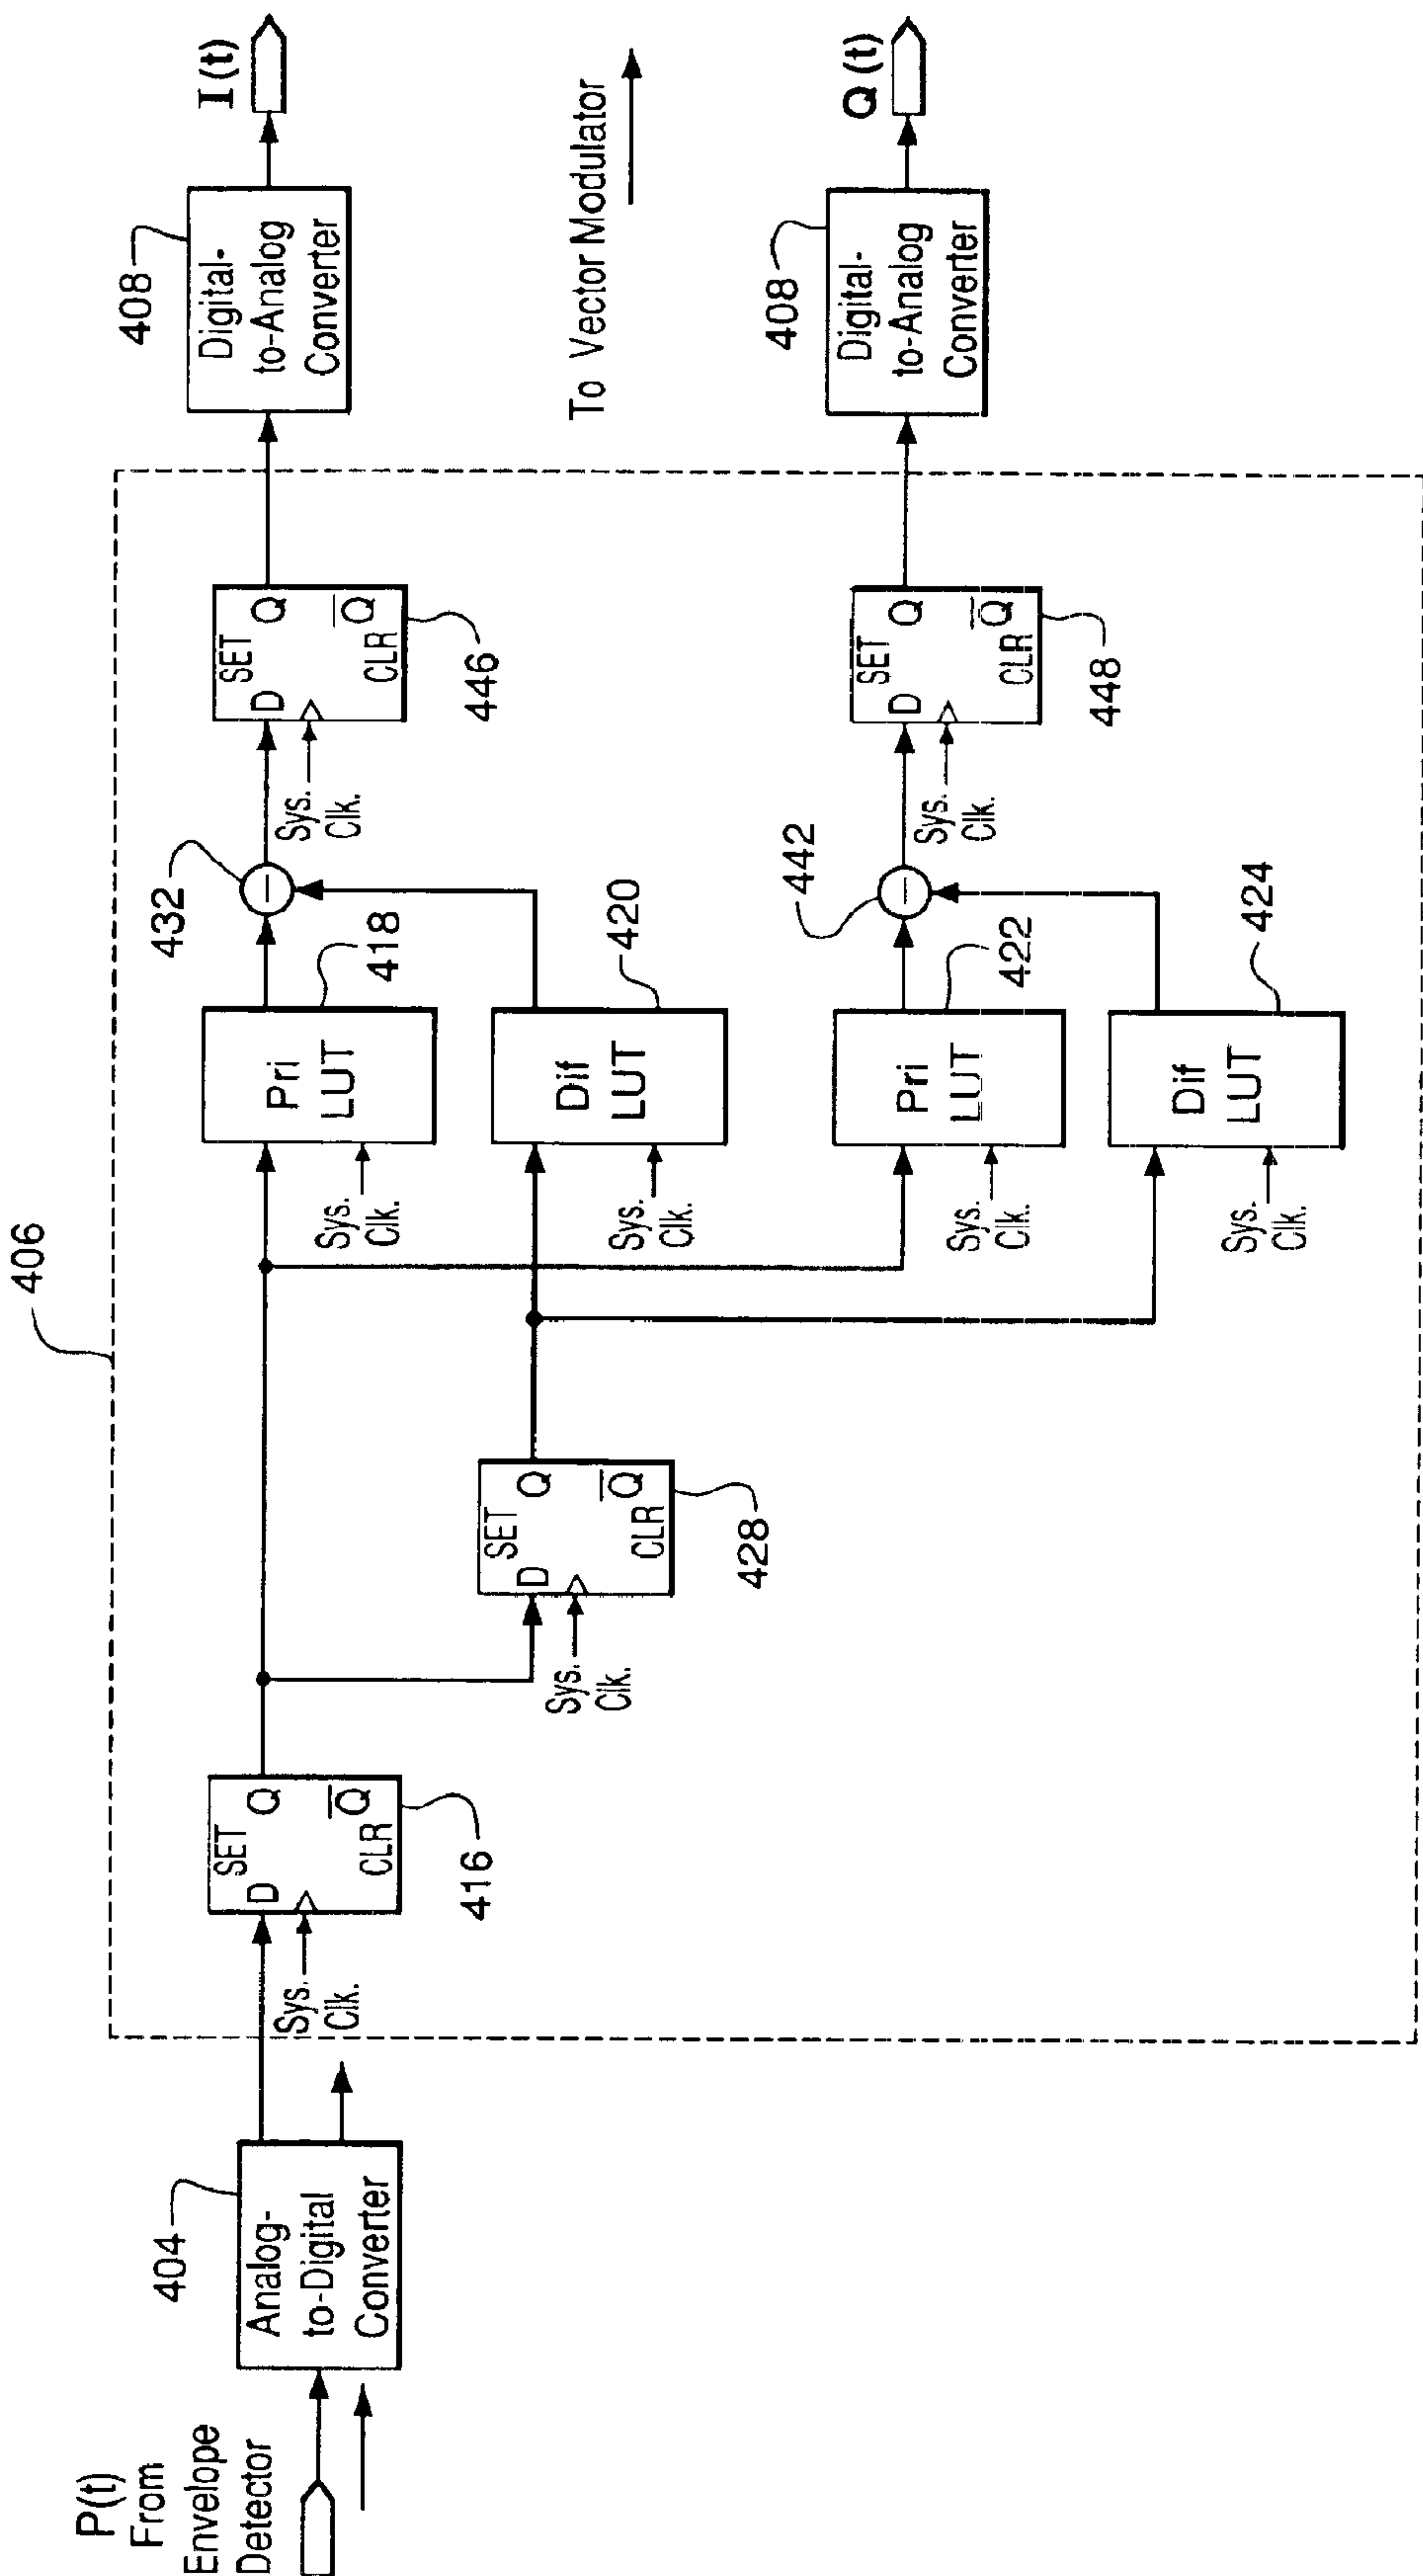 P(t)
From
Envelope
Detector
404
Analog-
to-Digital
Converter
406
Sys.
Clk.
SET
D Q
Q
CLR
416
Sys.
Clk.
SET
D Q
Q
CLR
428
Sys.
Clk.
Pri
LUT
418
Sys.
Clk.
Dif
LUT
420
Sys.
Clk.
Pri
LUT
422
Sys.
Clk.
Dif
LUT
424
432
−
442
−
Sys.
Clk.
SET
D Q
Q
CLR
446
Sys.
Clk.
SET
D Q
Q
CLR
448
408
Digital-
to-Analog
Converter
I (t)
To Vector Modulator
408
Digital-
to-Analog
Converter
Q (t)